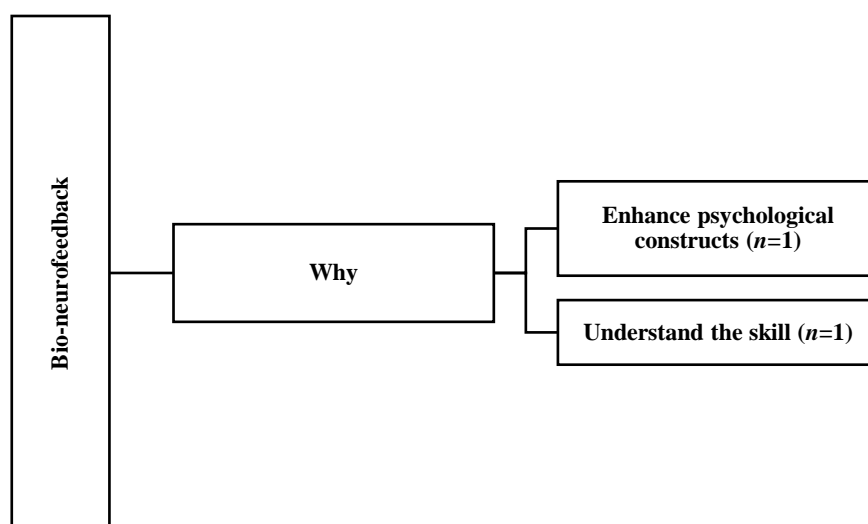 Bio-neurofeedback
Why
Enhance psychological
constructs (n=1)
Understand the skill (n=1)